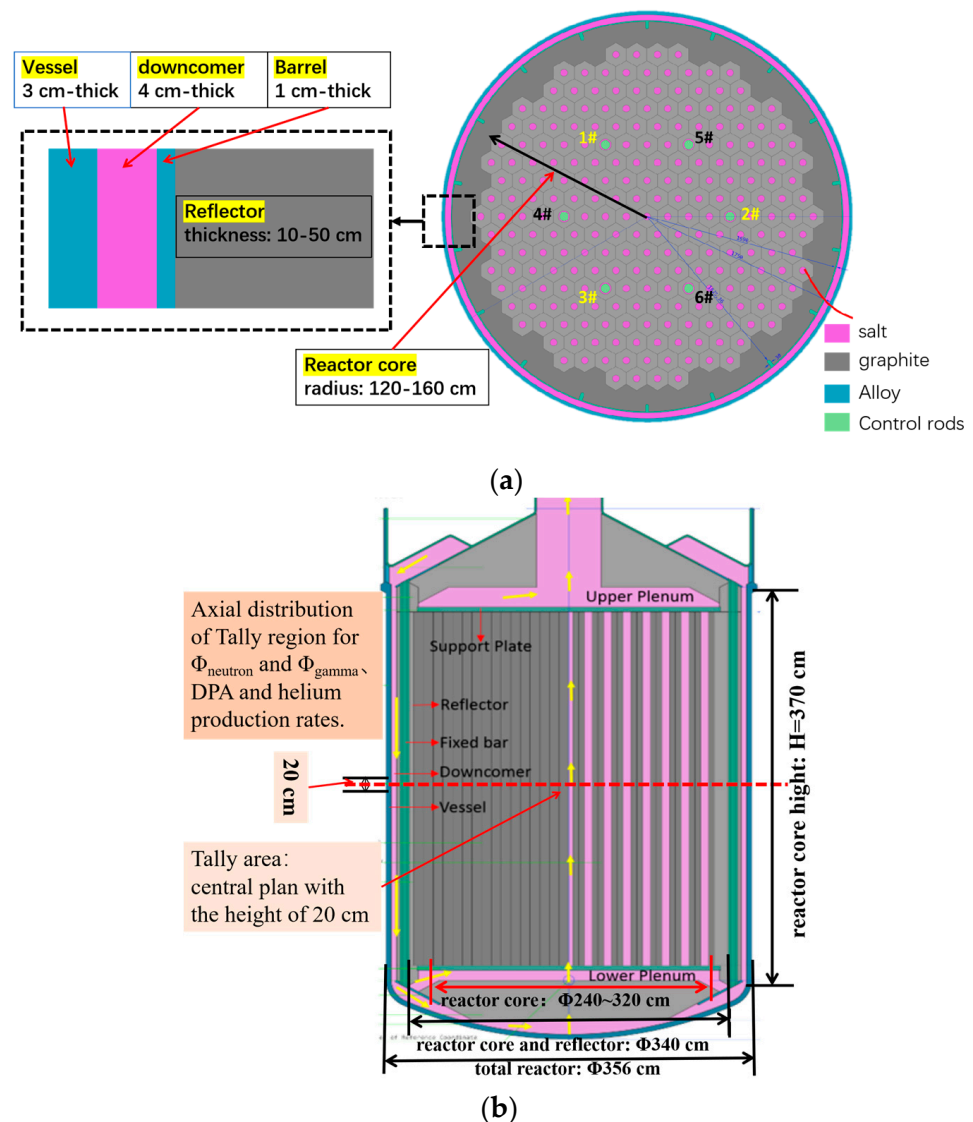 Vessel
3 cm-thick
downcomer
4 cm-thick
Barrel
1 cm-thick
Reflector
thickness: 10-50 cm
1#
5#
4#
2#
3#
6#
Reactor core
radius: 120-160 cm
salt
graphite
Alloy
Control rods
(a)
Axial distribution
of Tally region for
Φneutron and Φgamma、
DPA and helium
production rates.
Upper Plenum
Support Plate
Reflector
Fixed bar
Downcomer
Vessel
20 cm
Tally area:
central plan with
the height of 20 cm
reactor core hight: H=370 cm
Lower Plenum
reactor core: Φ240~320 cm
reactor core and reflector: Φ340 cm
total reactor: Φ356 cm
of Reference Coordinate
(b)